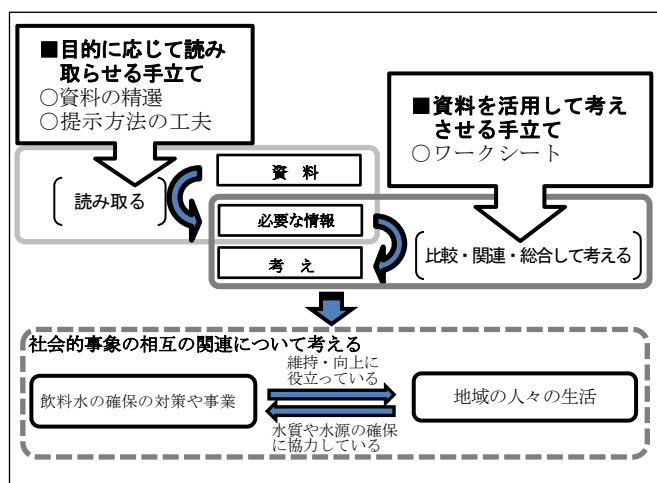 ■目的に応じて読み
取らせる手立て
○資料の精選
○提示方法の工夫
■資料を活用して考え
させる手立て
○ワークシート
資 料
読み取る
必要な情報
考 え
比較・関連・総合して考える
社会的事象の相互の関連について考える
維持・向上に
役立っている
飲料水の確保の対策や事業
地域の人々の生活
水質や水源の確保
に協力している